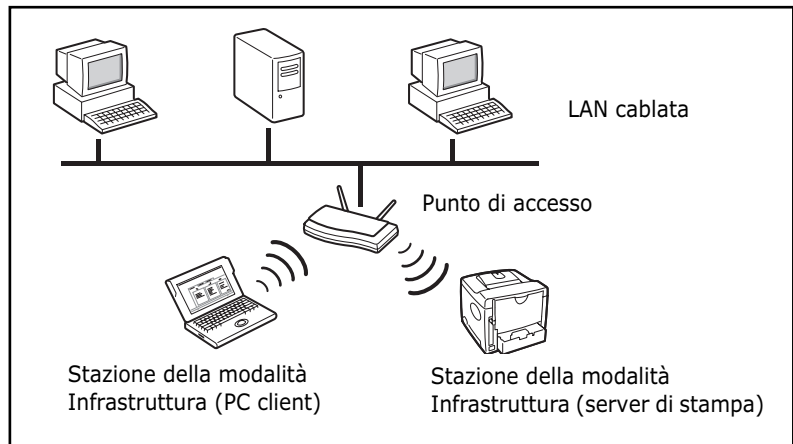 LAN cablata
Punto di accesso
Stazione della modalità
Infrastruttura (PC client)
Stazione della modalità
Infrastruttura (server di stampa)